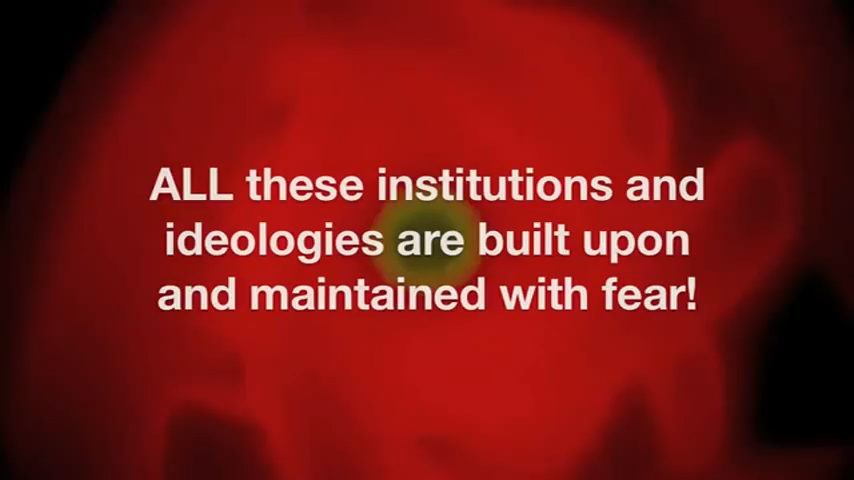 ALL these institutions and
ideologies are built upon
and maintained with fear!